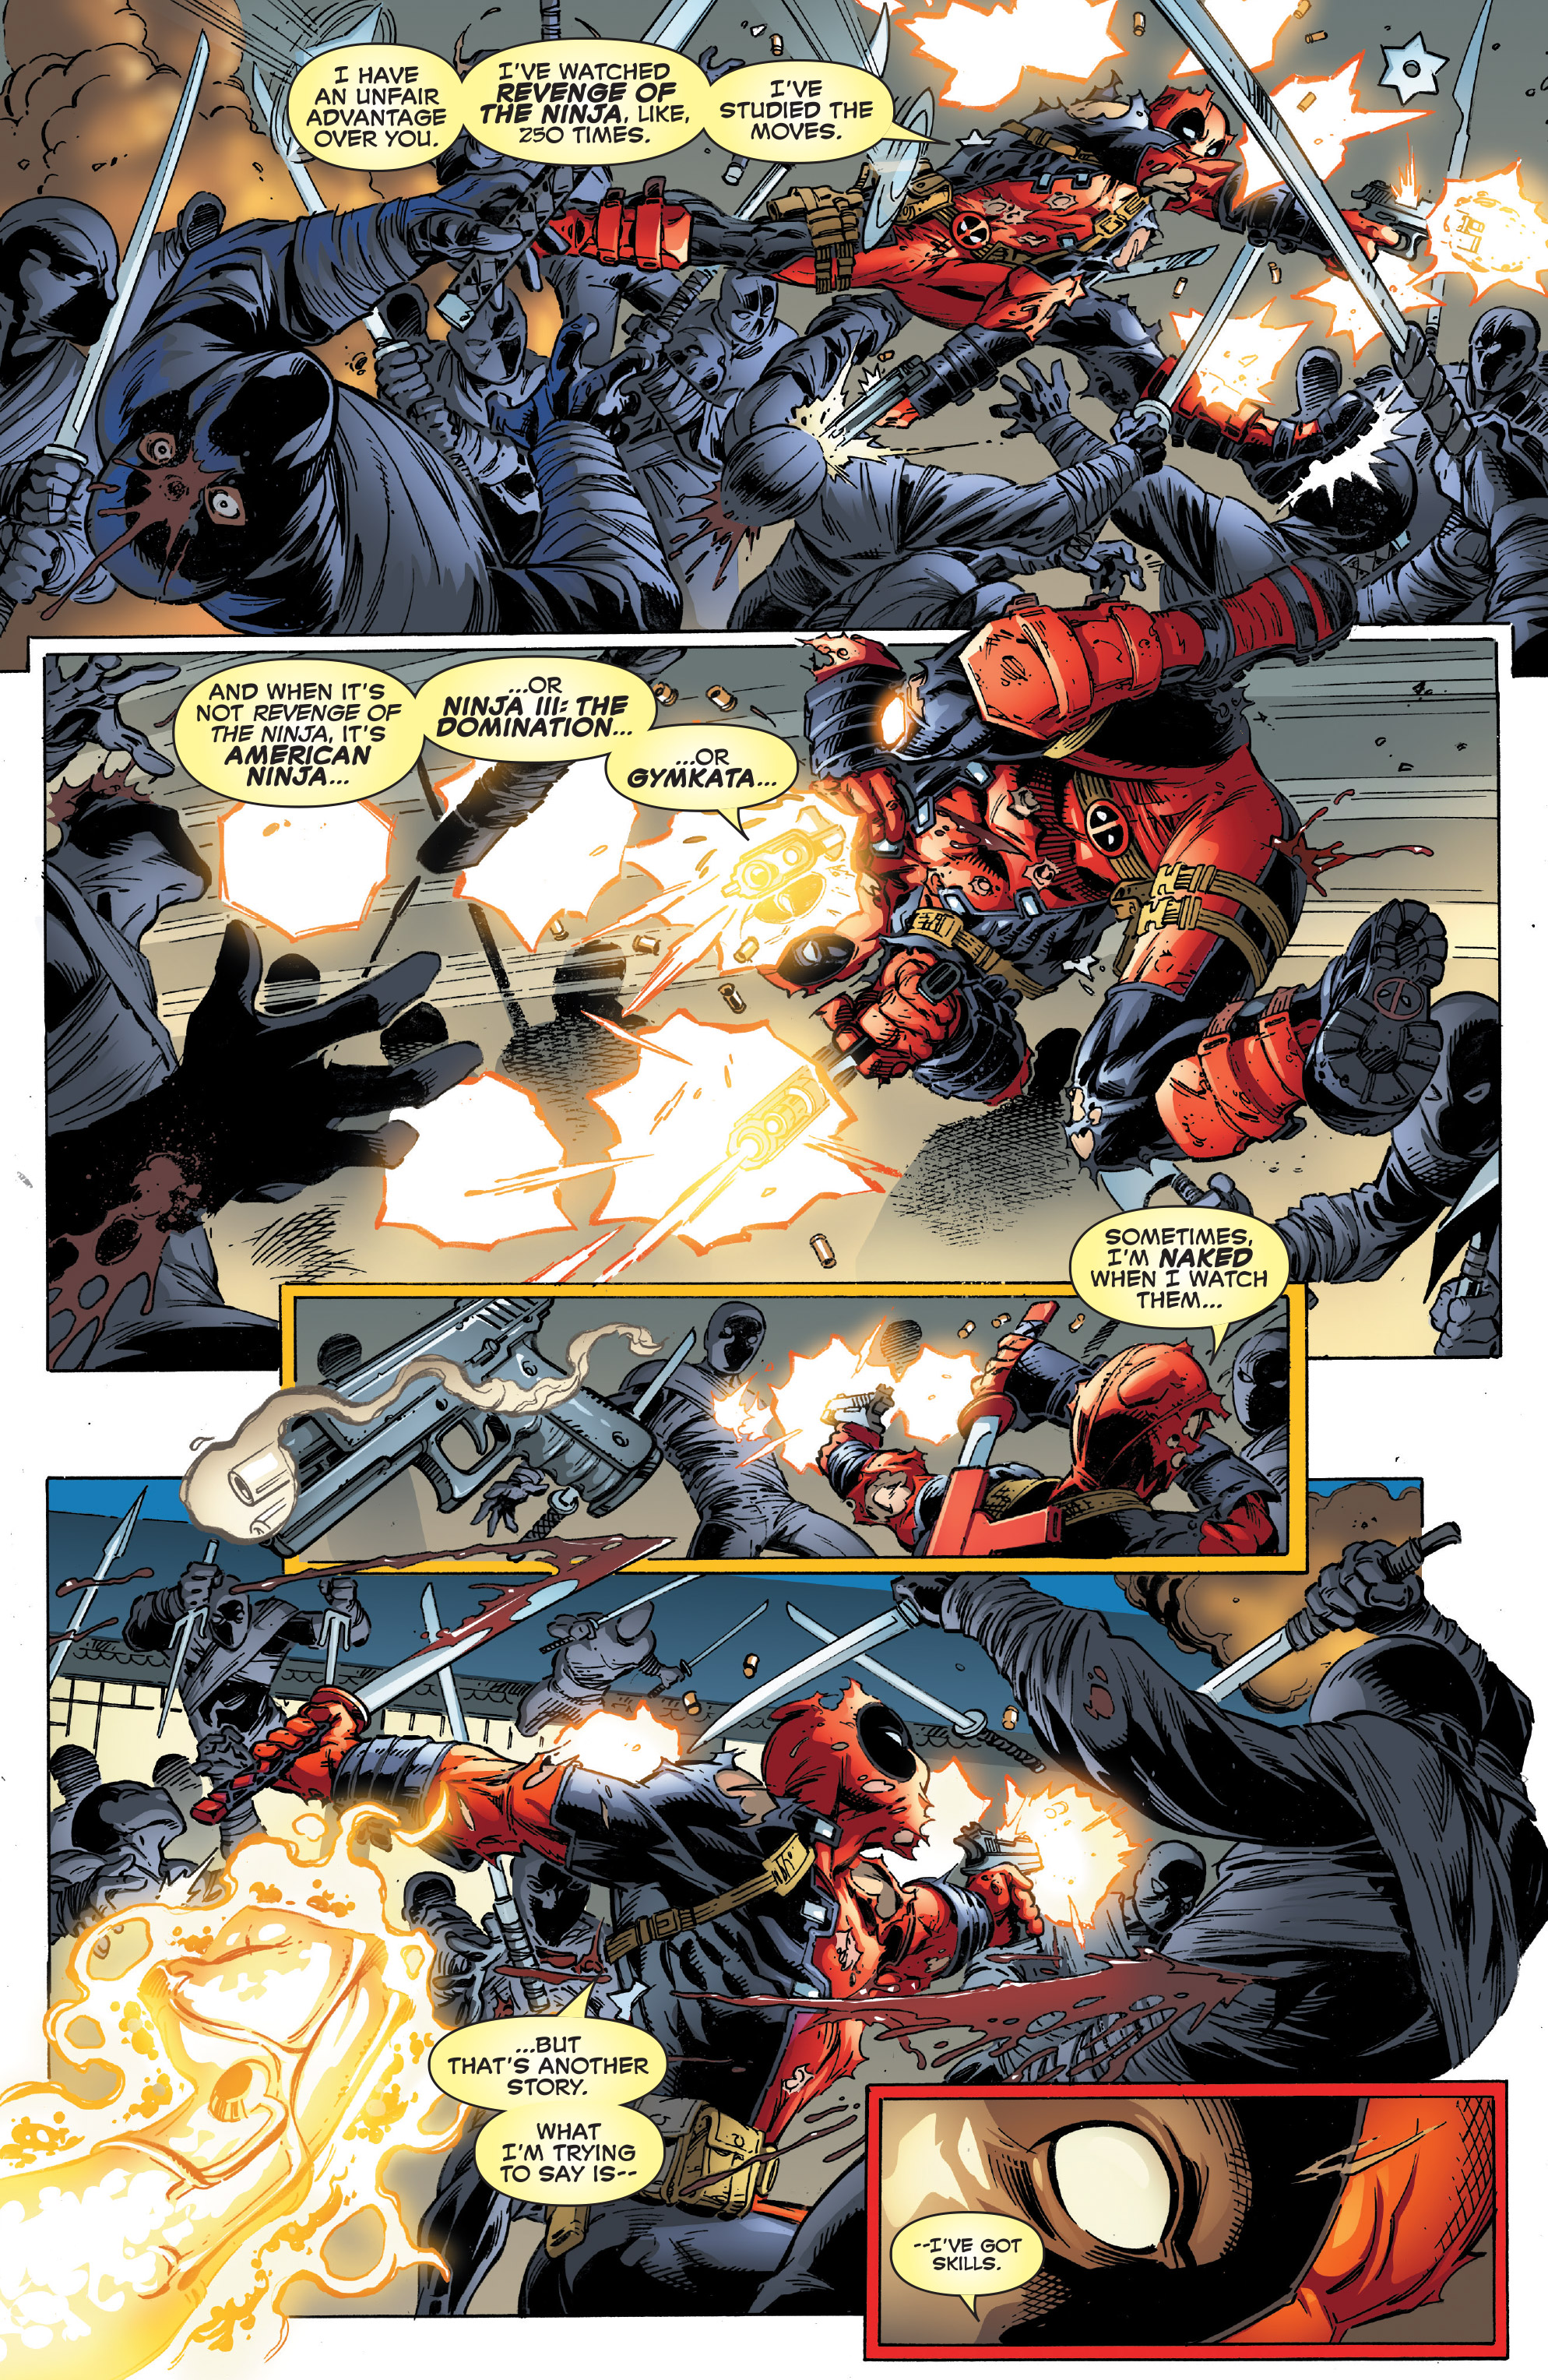 I HAVE
AN UNFAIR
ADVANTAGE
OVER YOU.
I'VE WATCHED
REVENGE OF
THE NINJA, LIKE,
250 TIMES.
I'VE
STUDIED THE
MOVES.
AND WHEN IT'S
NOT REVENGE OF
THE NINJA, IT'S
AMERICAN
NINJA...
...OR
NINJA III: THE
DOMINATION...
...OR
GYMKATA...
SOMETIMES,
I'M NAKED
WHEN I WATCH
THEM...
...BUT
THAT'S ANOTHER
STORY.
WHAT
I'M TRYING
TO SAY IS--
--I'VE GOT
SKILLS.